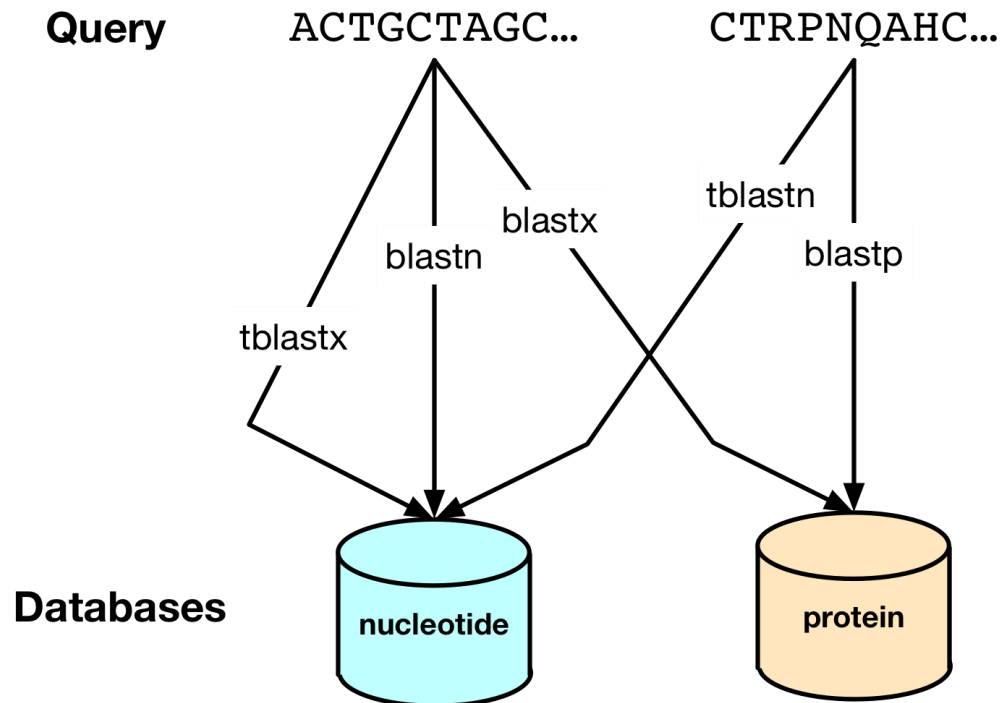 Query ACTGCTAGC... CTRPNQAHC...
tblastn
blastx
blastn
blastp
tblastx
Databases
nucleotide
protein